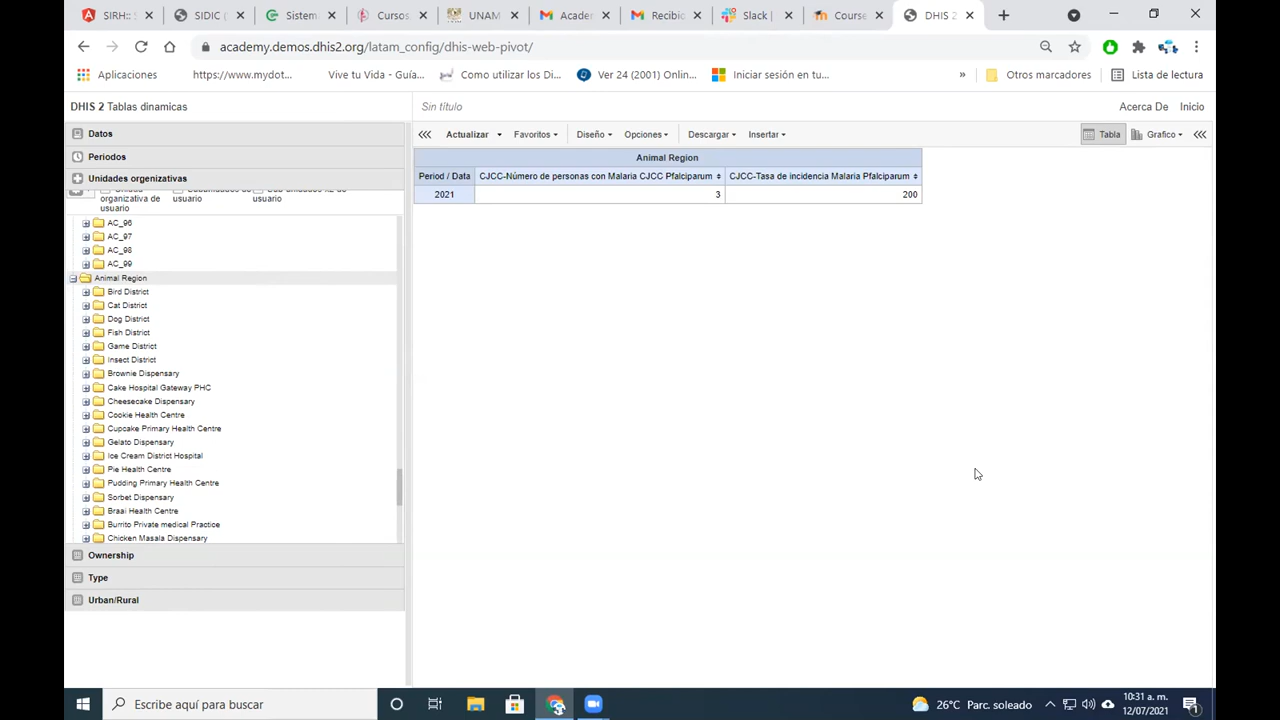 SIRH:: S
SIDIC (
Sistem
Cursos.
UNAM
Academ
Recibio
Slack |
Course
DHIS 2
academy.demos.dhis2.org/latam_config/dhis-web-pivot/
Aplicaciones
https://www.mydot...
Vive tu Vida - Guía...
Como utilizar los Di...
Ver 24 (2001) Onlin...
Iniciar sesión en tu...
»
Otros marcadores
Lista de lectura
DHIS 2 Tablas dinamicas
Sin título
Acerca De
Inicio
Datos
Actualizar
Favoritos
Diseño
Opciones
Descargar
Insertar
Tabla
Grafico
Periodos
Animal Region
Unidades organizativas
Period / Data
CJCC-Número de personas con Malaria CJCC Pfalciparum
CJCC-Tasa de incidencia Malaria Pfalciparum
2021
3
200
organizativa de
usuario
usuario
usuario
AC_96
AC_97
AC_98
AC_99
Animal Region
Bird District
Cat District
Dog District
Fish District
Game District
Insect District
Brownie Dispensary
Cake Hospital Gateway PHC
Cheesecake Dispensary
Cookie Health Centre
Cupcake Primary Health Centre
Gelato Dispensary
Ice Cream District Hospital
Pie Health Centre
Pudding Primary Health Centre
Sorbet Dispensary
Braai Health Centre
Burrito Private medical Practice
Chicken Masala Dispensary
Ownership
Type
Urban/Rural
Escribe aquí para buscar
26°C Parc. soleado
10:31 a. m.
12/07/2021